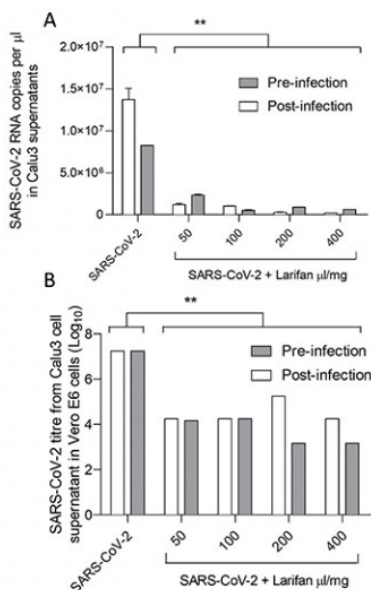 A
**
SARS-CoV-2 RNA copies per μl
in Calu3 supernatants
2.0×10⁷
1.5×10⁷
1.0×10⁷
5.0×10⁶
0
Pre-infection
Post-infection
SARS-CoV-2
50
100
200
400
SARS-CoV-2 + Larifan μl/mg
B
**
SARS-CoV-2 titre from Calu3 cell
supernatant in Vero E6 cells (Log₁₀)
8
6
4
2
0
Pre-infection
Post-infection
SARS-CoV-2
50
100
200
400
SARS-CoV-2 + Larifan μl/mg